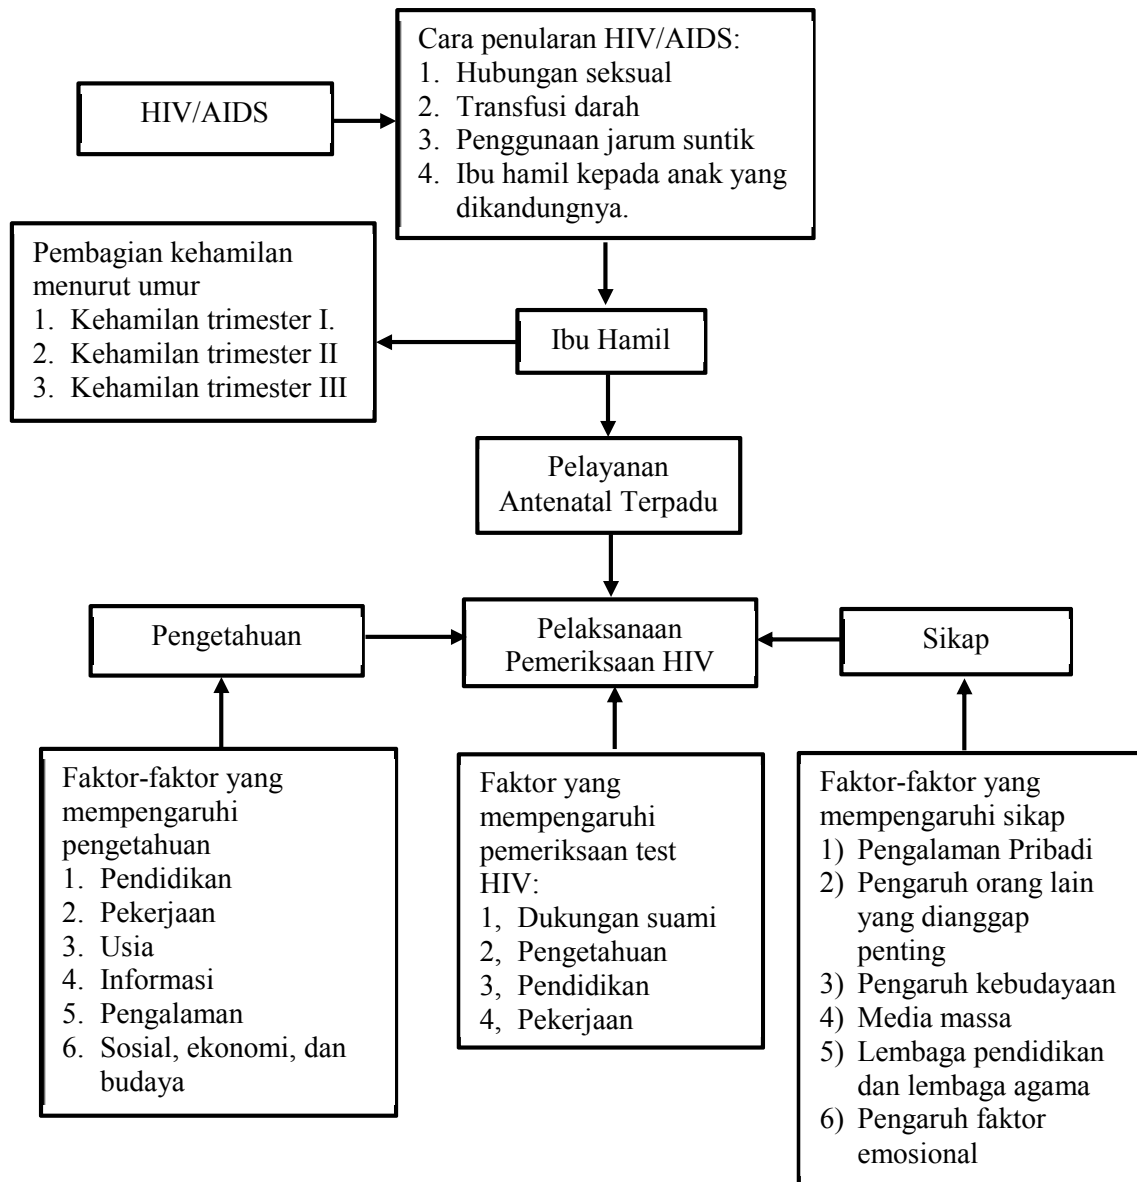 HIV/AIDS
Cara penularan HIV/AIDS:
1. Hubungan seksual
2. Transfusi darah
3. Penggunaan jarum suntik
4. Ibu hamil kepada anak yang
dikandungnya.
Pembagian kehamilan
menurut umur
1. Kehamilan trimester I.
2. Kehamilan trimester II
3. Kehamilan trimester III
Ibu Hamil
Pelayanan
Antenatal Terpadu
Pengetahuan
Pelaksanaan
Pemeriksaan HIV
Sikap
Faktor-faktor yang
mempengaruhi
pengetahuan
1. Pendidikan
2. Pekerjaan
3. Usia
4. Informasi
5. Pengalaman
6. Sosial, ekonomi, dan
budaya
Faktor yang
mempengaruhi
pemeriksaan test
HIV:
1, Dukungan suami
2, Pengetahuan
3, Pendidikan
4, Pekerjaan
Faktor-faktor yang
mempengaruhi sikap
1) Pengalaman Pribadi
2) Pengaruh orang lain
yang dianggap
penting
3) Pengaruh kebudayaan
4) Media massa
5) Lembaga pendidikan
dan lembaga agama
6) Pengaruh faktor
emosional